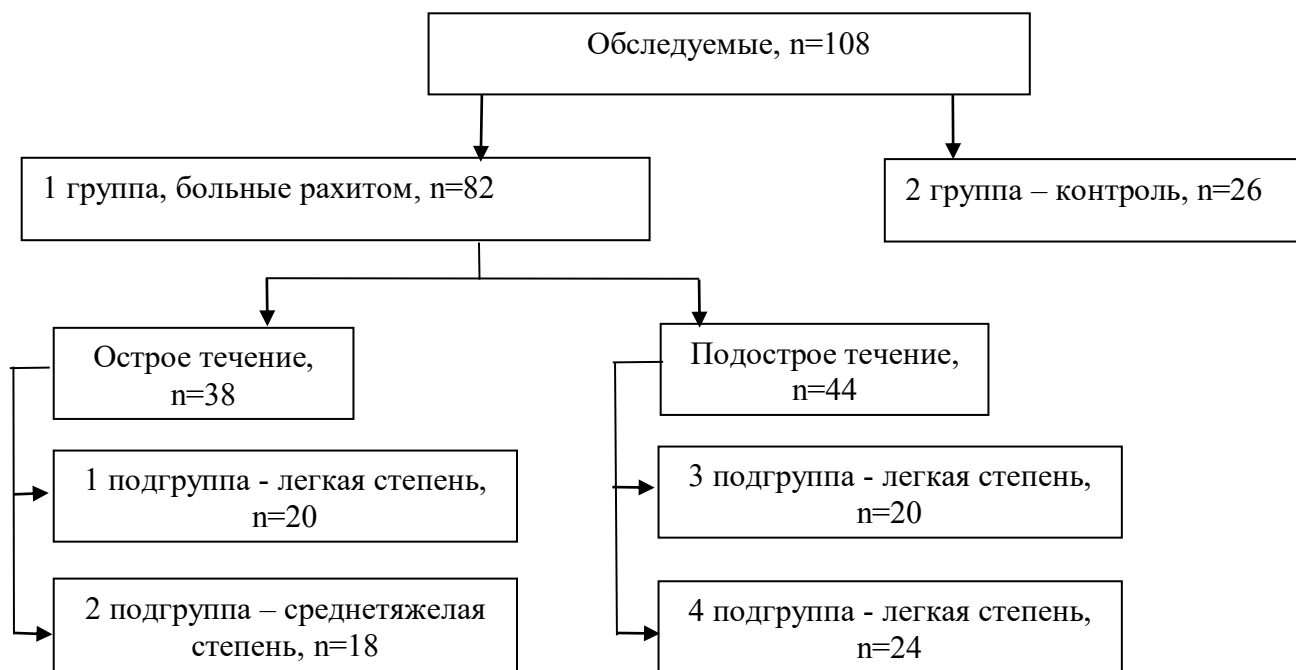 Обследуемые, n=108
1 группа, больные рахитом, n=82
2 группа – контроль, n=26
Острое течение,
n=38
Подострое течение,
n=44
1 подгруппа - легкая степень,
n=20
3 подгруппа - легкая степень,
n=20
2 подгруппа – среднетяжелая
степень, n=18
4 подгруппа - легкая степень,
n=24